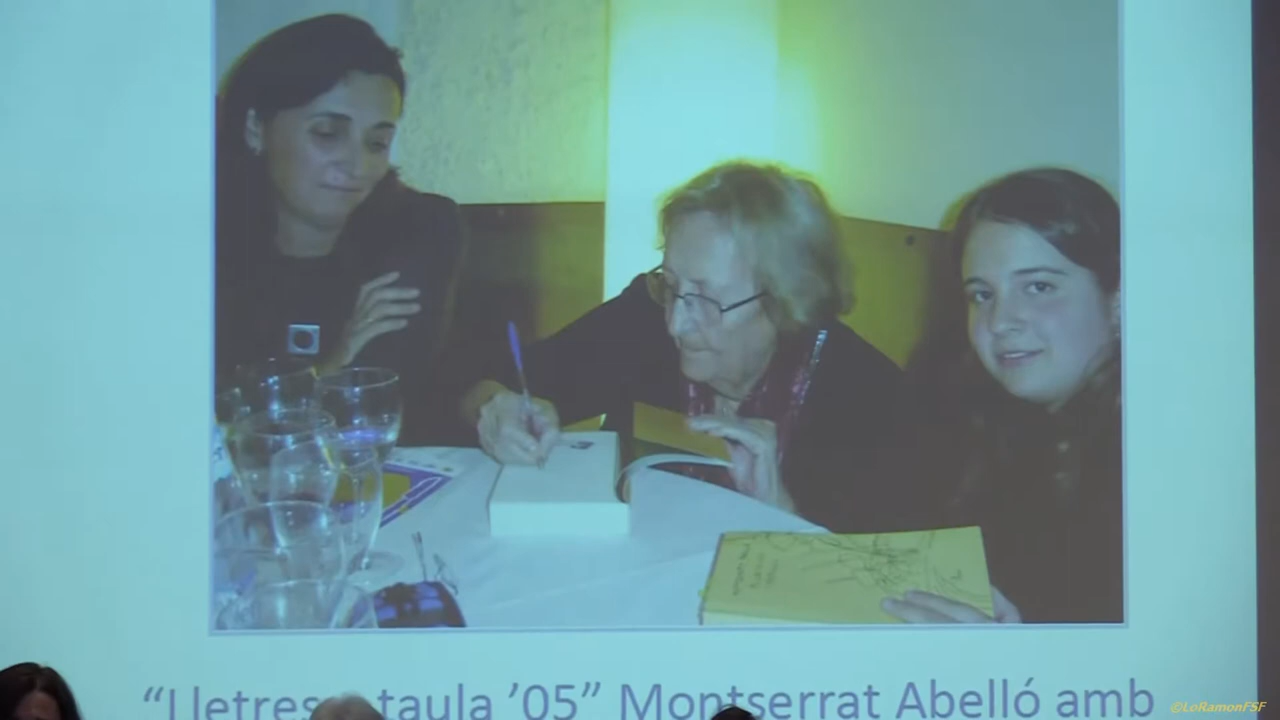 “Lletres a taula ’05” Montserrat Abelló amb
©LoRamonFSF